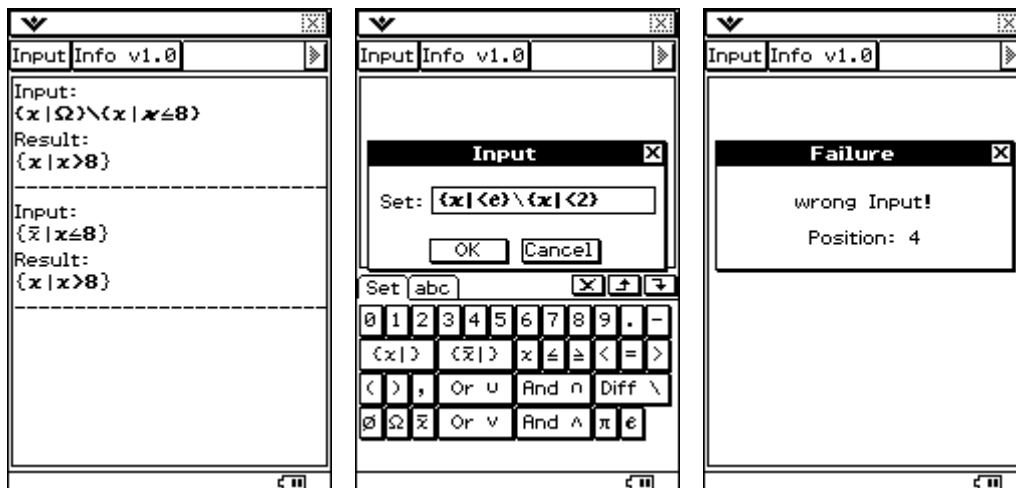 Input Info v1.0
Input:
{x|Ω}\{x|x≤8}
Result:
{x|x>8}
Input:
{x̅|x≤8}
Result:
{x|x>8}
Input Info v1.0
Input
Set: {x|<e}\{x|<2}
OK Cancel
Set abc
0 1 2 3 4 5 6 7 8 9 . -
{x|} {x̅|} x ≤ ≥ < = >
( ) , Or ∪ And ∩ Diff \
Ø Ω x̅ Or ∨ And ∧ π e
Input Info v1.0
Failure
wrong Input!
Position: 4